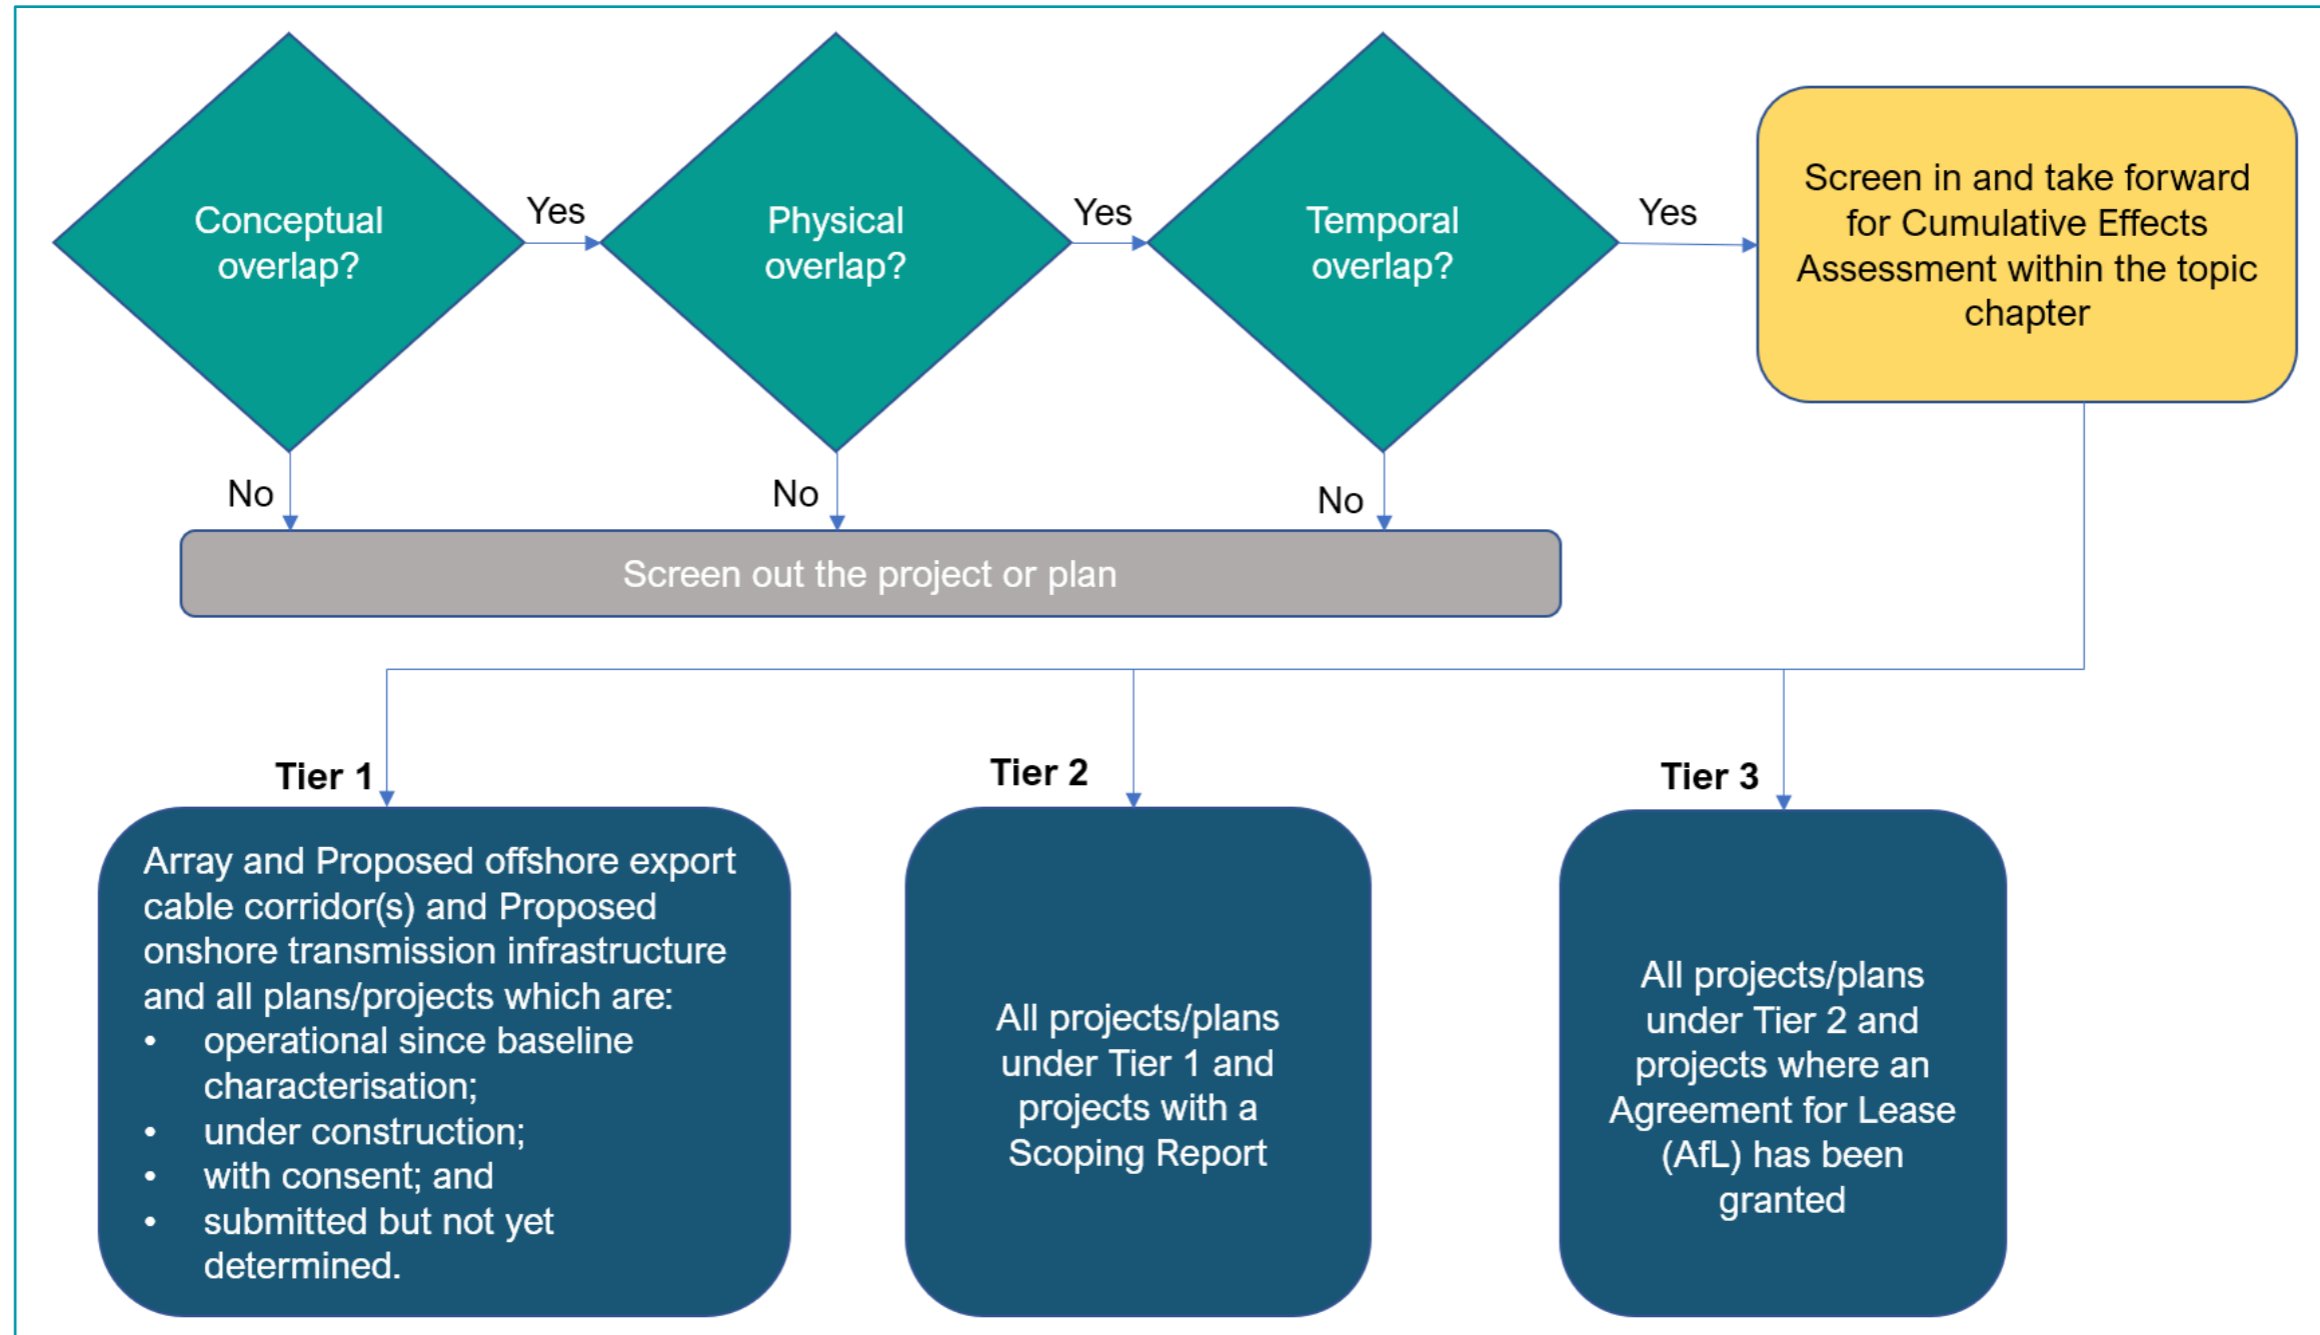 Conceptual
overlap?
Yes
Physical
overlap?
Yes
Temporal
overlap?
Yes
Screen in and take forward
for Cumulative Effects
Assessment within the topic
chapter
No
No
No
Screen out the project or plan
Tier 1
Array and Proposed offshore export
cable corridor(s) and Proposed
onshore transmission infrastructure
and all plans/projects which are:
• operational since baseline
characterisation;
• under construction;
• with consent; and
• submitted but not yet
determined.
Tier 2
All projects/plans
under Tier 1 and
projects with a
Scoping Report
Tier 3
All projects/plans
under Tier 2 and
projects where an
Agreement for Lease
(AfL) has been
granted